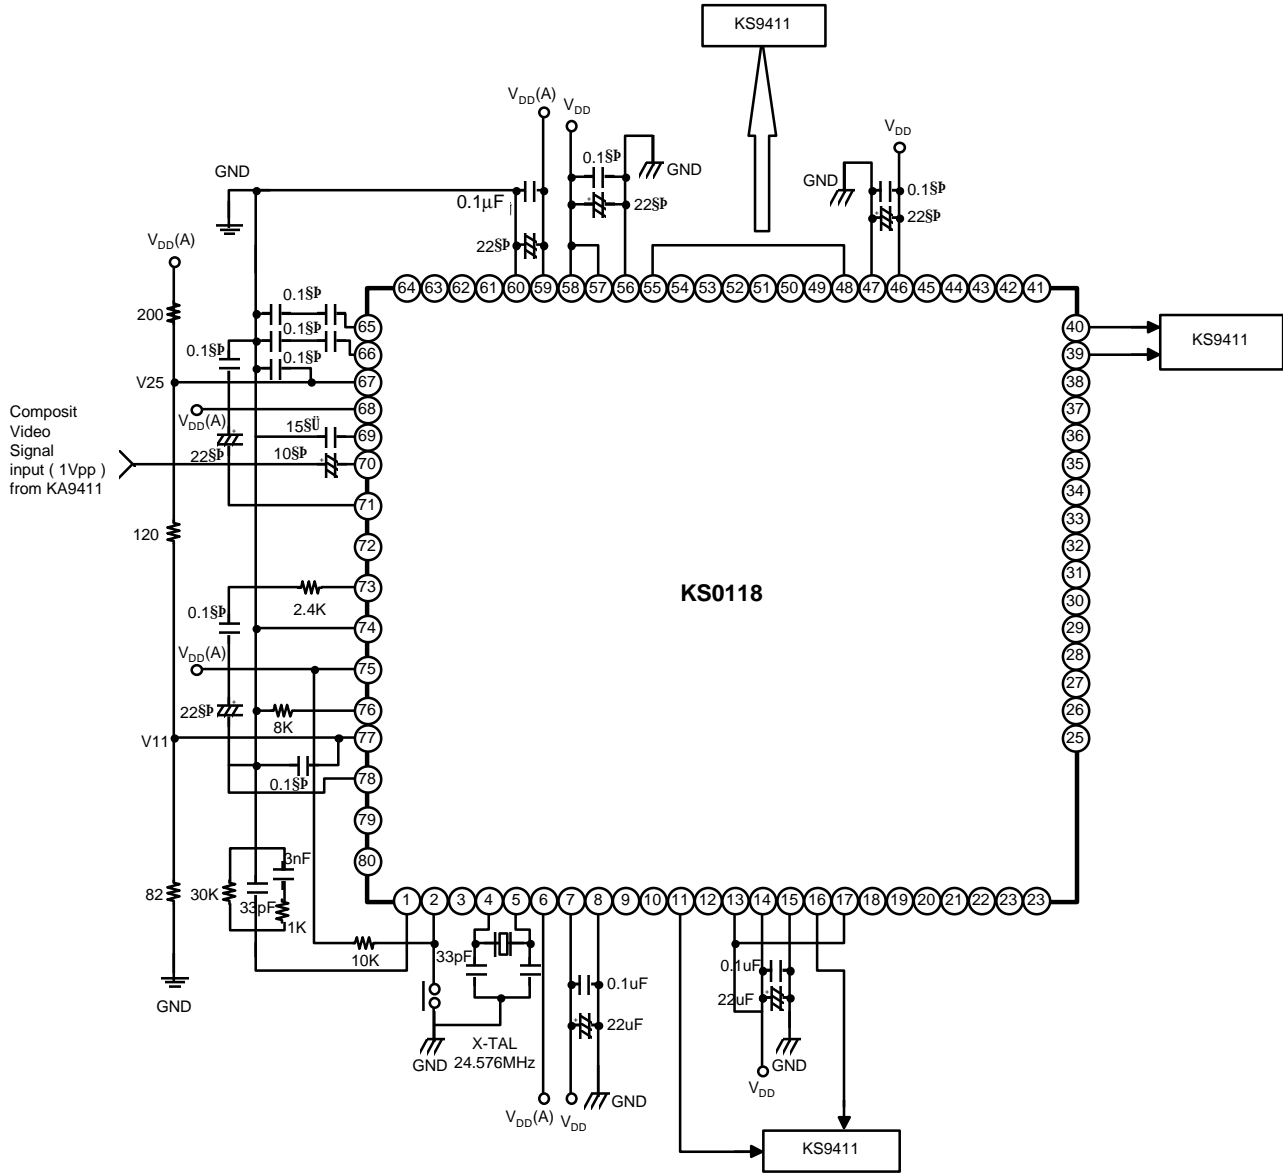 KS9411
VDD(A)
VDD
VDD
GND
0.1§Þ
GND
GND
0.1§Þ
0.1µF
22§Þ
22§Þ
VDD(A)
22§Þ
64 63 62 61 60 59 58 57 56 55 54 53 52 51 50 49 48 47 46 45 44 43 42 41
200
0.1§Þ
65
40
KS9411
0.1§Þ
66
39
0.1§Þ
0.1§Þ
V25
67
38
VDD(A)
68
37
Composit
Video
Signal
input ( 1Vpp )
from KA9411
15§Ü
69
36
22§Þ
10§Þ
70
35
71
34
120
33
72
32
73
31
2.4K
KS0118
0.1§Þ
30
74
29
VDD(A)
75
28
27
22§Þ
76
26
8K
V11
77
25
0.1§Þ
78
79
80
3nF
82
30K
33pF
1K
1 2 3 4 5 6 7 8 9 10 11 12 13 14 15 16 17 18 19 20 21 22 23 23
10K
33pF
0.1uF
0.1uF
22uF
GND
22uF
X-TAL
24.576MHz
GND
GND
VDD
VDD(A)
VDD
GND
KS9411